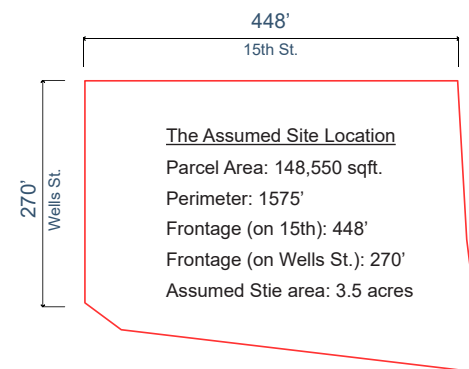 448’
15th St.
270’
Wells St.
The Assumed Site Location
Parcel Area: 148,550 sqft.
Perimeter: 1575’
Frontage (on 15th): 448’
Frontage (on Wells St.): 270’
Assumed Stie area: 3.5 acres